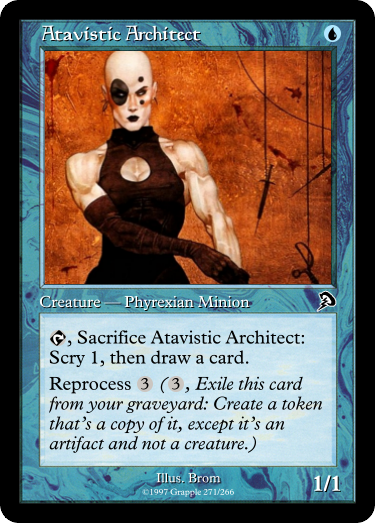 Atavistic Architect
Creature — Phyrexian Minion
, Sacrifice Atavistic Architect:
Scry 1, then draw a card.
Reprocess 3 (3, Exile this card
from your graveyard: Create a token
that's a copy of it, except it's an
artifact and not a creature.)
Illus. Brom
©1997 Grapple 271/266
1/1